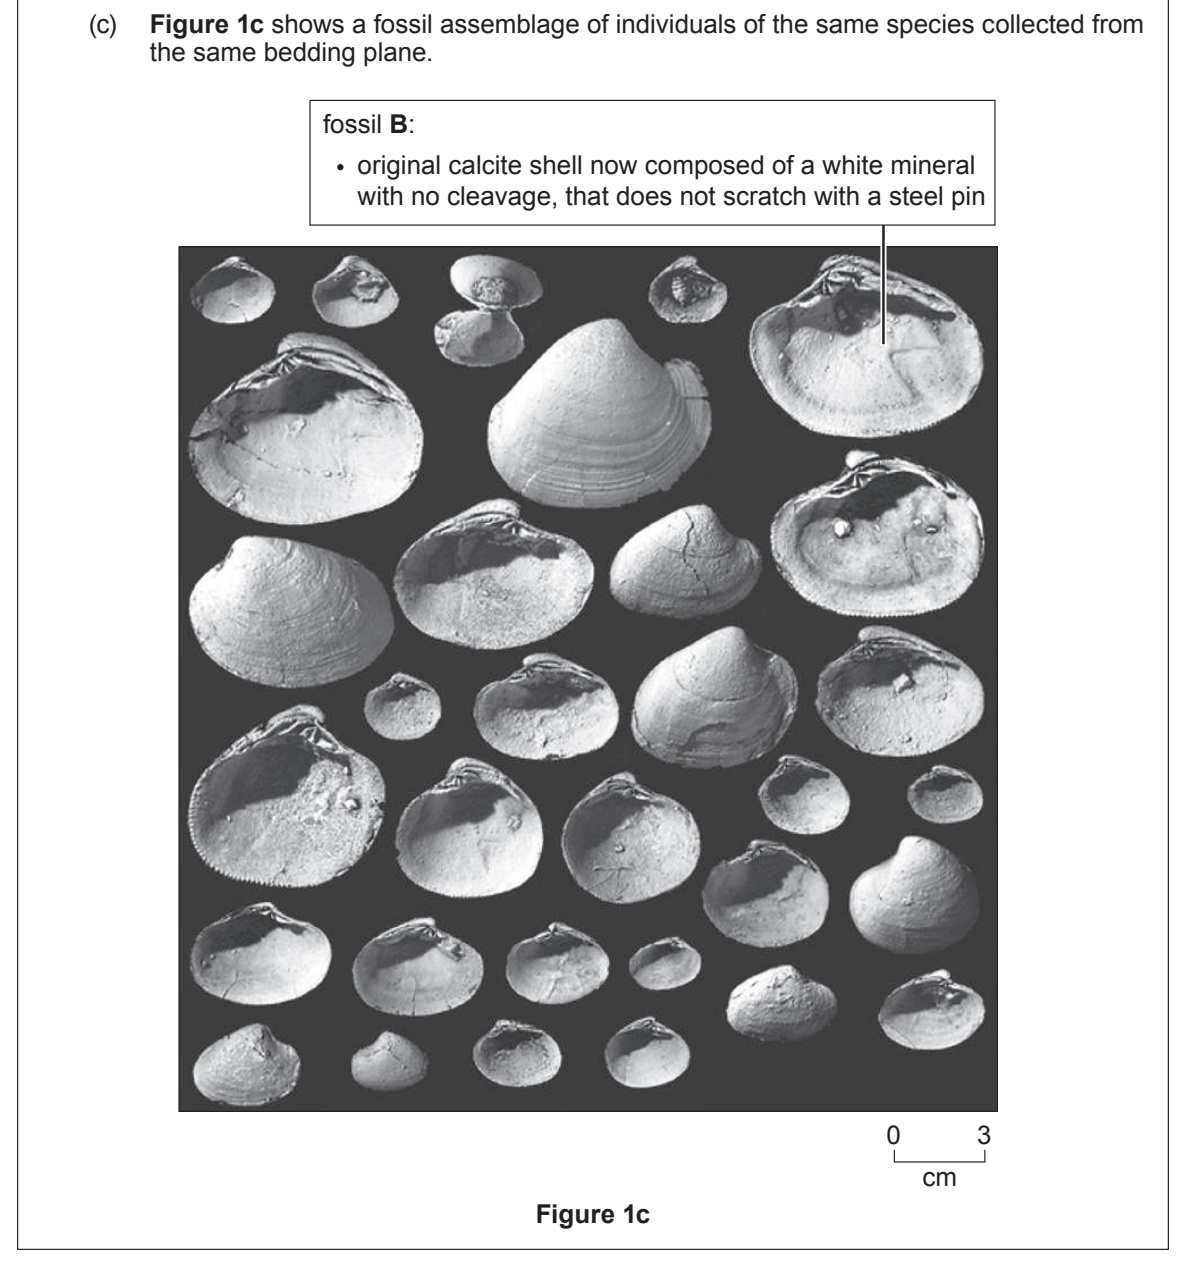 (c) Figure 1c shows a fossil assemblage of individuals of the same species collected from
the same bedding plane.
fossil B:
• original calcite shell now composed of a white mineral
with no cleavage, that does not scratch with a steel pin
0 3
cm
Figure 1c